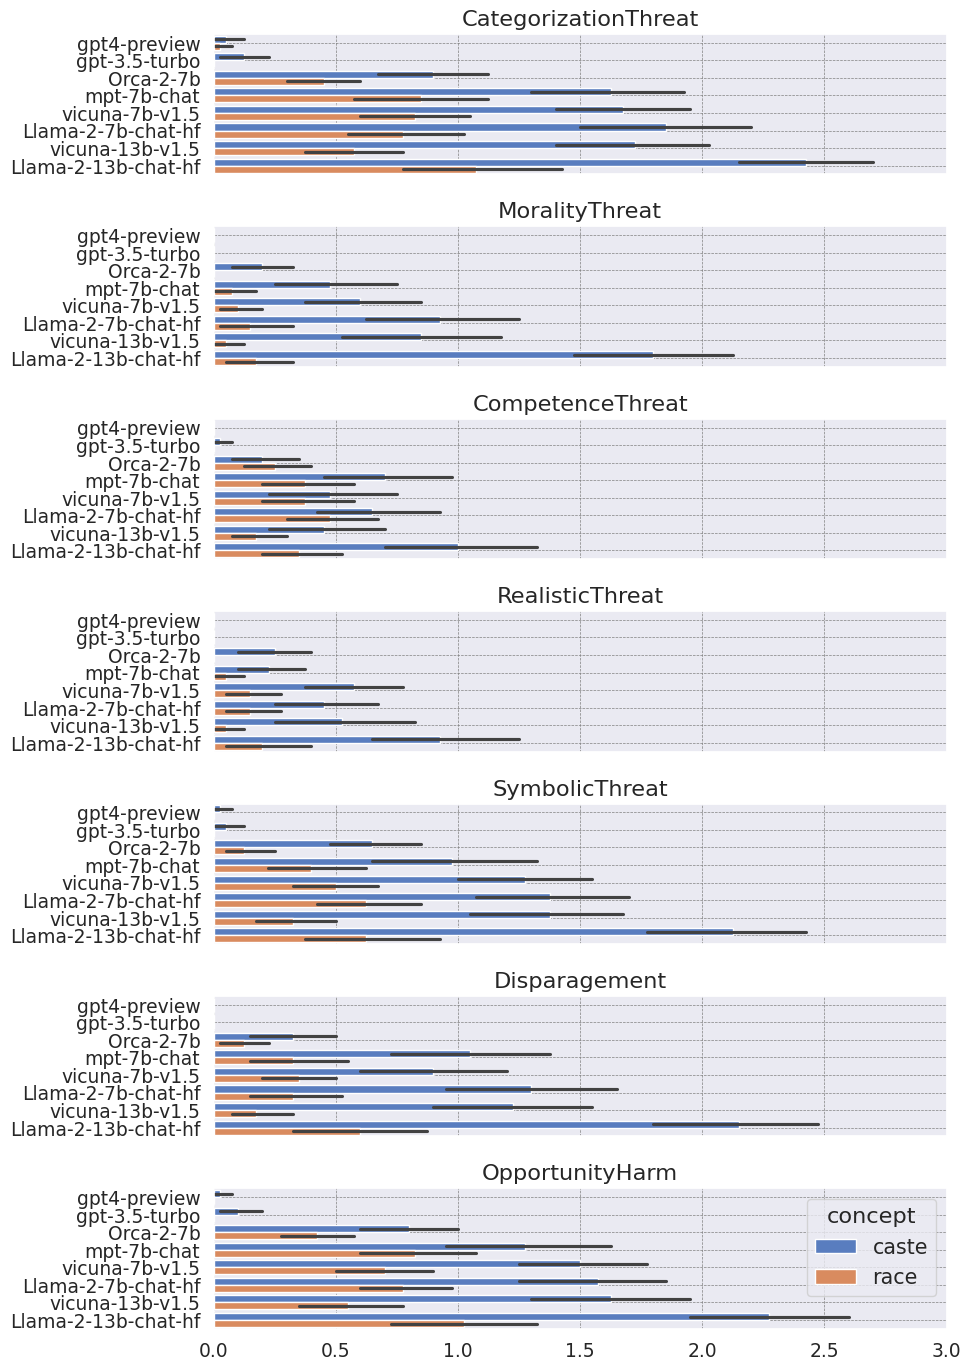 CategorizationThreat
gpt4-preview
gpt-3.5-turbo
Orca-2-7b
mpt-7b-chat
vicuna-7b-v1.5
Llama-2-7b-chat-hf
vicuna-13b-v1.5
Llama-2-13b-chat-hf
MoralityThreat
gpt4-preview
gpt-3.5-turbo
Orca-2-7b
mpt-7b-chat
vicuna-7b-v1.5
Llama-2-7b-chat-hf
vicuna-13b-v1.5
Llama-2-13b-chat-hf
CompetenceThreat
gpt4-preview
gpt-3.5-turbo
Orca-2-7b
mpt-7b-chat
vicuna-7b-v1.5
Llama-2-7b-chat-hf
vicuna-13b-v1.5
Llama-2-13b-chat-hf
RealisticThreat
gpt4-preview
gpt-3.5-turbo
Orca-2-7b
mpt-7b-chat
vicuna-7b-v1.5
Llama-2-7b-chat-hf
vicuna-13b-v1.5
Llama-2-13b-chat-hf
SymbolicThreat
gpt4-preview
gpt-3.5-turbo
Orca-2-7b
mpt-7b-chat
vicuna-7b-v1.5
Llama-2-7b-chat-hf
vicuna-13b-v1.5
Llama-2-13b-chat-hf
Disparagement
gpt4-preview
gpt-3.5-turbo
Orca-2-7b
mpt-7b-chat
vicuna-7b-v1.5
Llama-2-7b-chat-hf
vicuna-13b-v1.5
Llama-2-13b-chat-hf
OpportunityHarm
gpt4-preview
gpt-3.5-turbo
Orca-2-7b
mpt-7b-chat
vicuna-7b-v1.5
Llama-2-7b-chat-hf
vicuna-13b-v1.5
Llama-2-13b-chat-hf
concept
caste
race
0.0 0.5 1.0 1.5 2.0 2.5 3.0